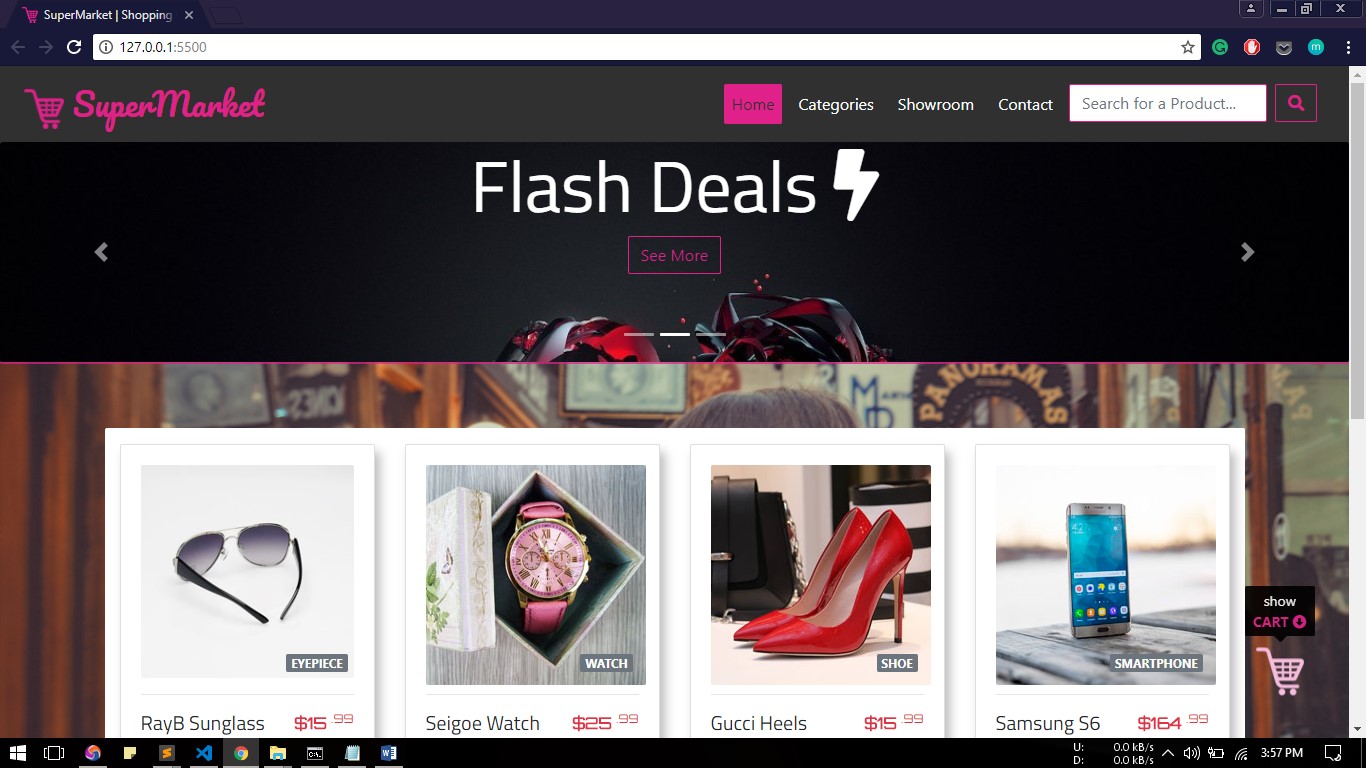 SuperMarket | Shopping
127.0.0.1:5500
SuperMarket
Home
Categories
Showroom
Contact
Search for a Product...
Flash Deals
See More
PANORAMAS
show
CART
EYEPIECE
WATCH
SHOE
SMARTPHONE
RayB Sunglass
$15 .99
Seigoe Watch
$25 .99
Gucci Heels
$15 .99
Samsung S6
$164 .99
U: 0.0 kB/s
D: 0.0 kB/s
3:57 PM